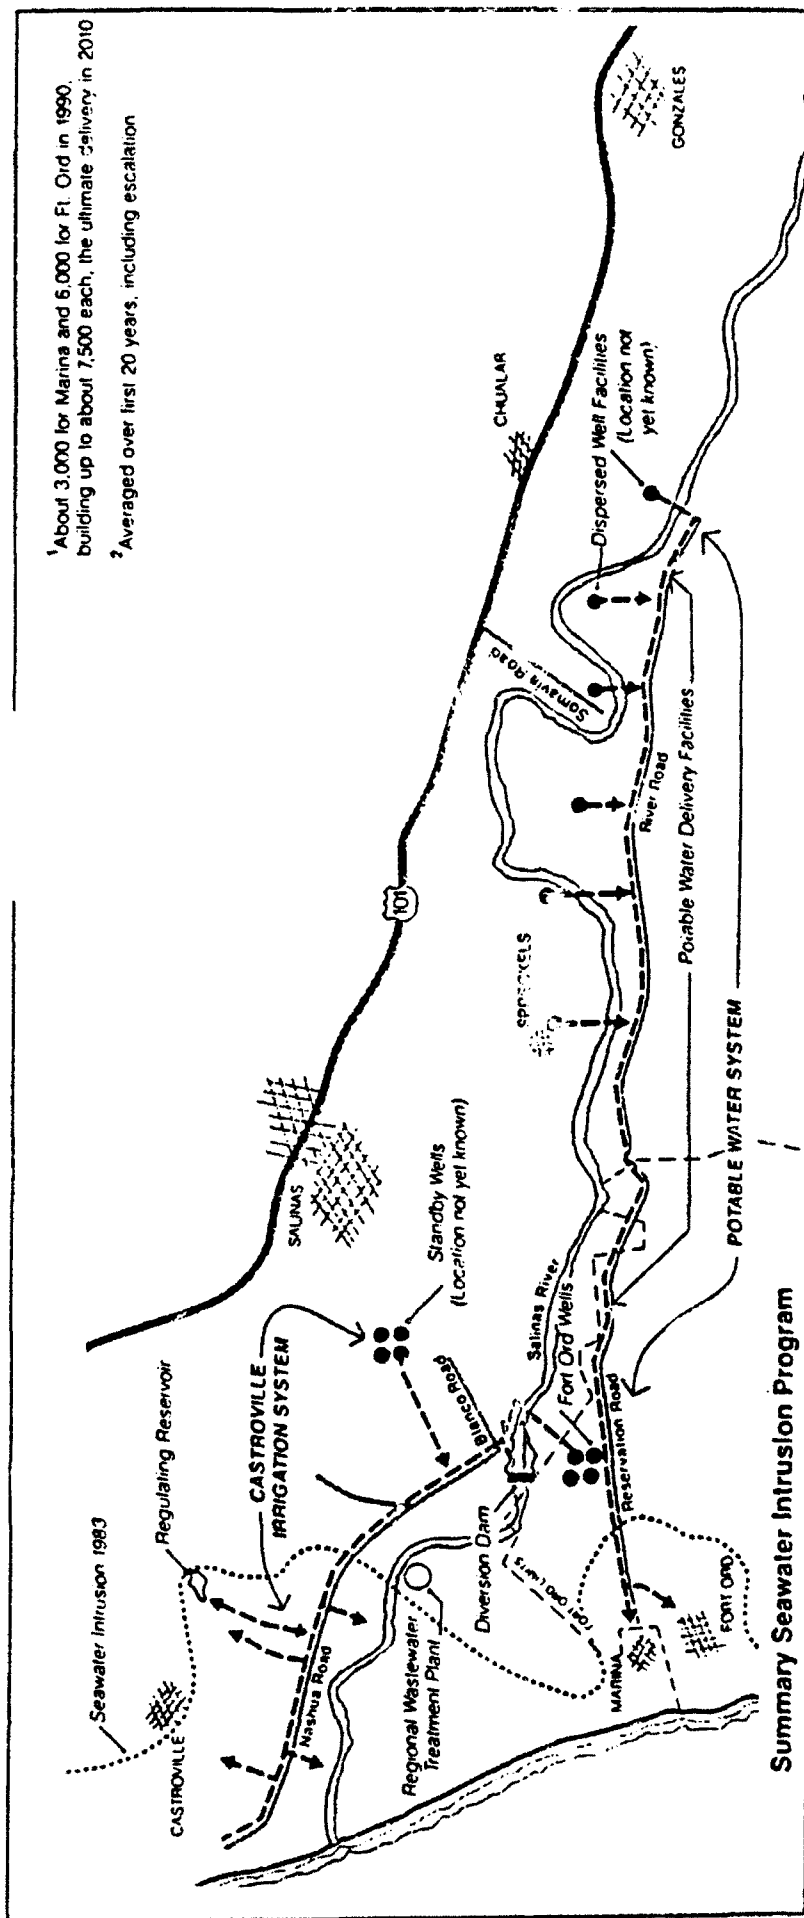 ¹About 3,000 for Marina and 6,000 for Ft. Ord in 1990,
building up to about 7,500 each, the ultimate delivery in 2010
²Averaged over first 20 years, including escalation
Seawater Intrusion 1983
Regulating Reservoir
CASTROVILLE
CASTROVILLE
IRRIGATION SYSTEM
Nashua Road
SALINAS
Standby Wells
(Location not yet known)
Blanco Road
101
CHUALAR
GONZALES
Somavia Road
SPRECKELS
Dispersed Well Facilities
(Location not
yet known)
Regional Wastewater
Treatment Plant
Diversion Dam
Salinas River
Fort Ord Wells
FORT ORD LIMITS
Reservation Road
River Road
MARINA
FORT ORD
Potable Water Delivery Facilities
POTABLE WATER SYSTEM
Summary Seawater Intrusion Program